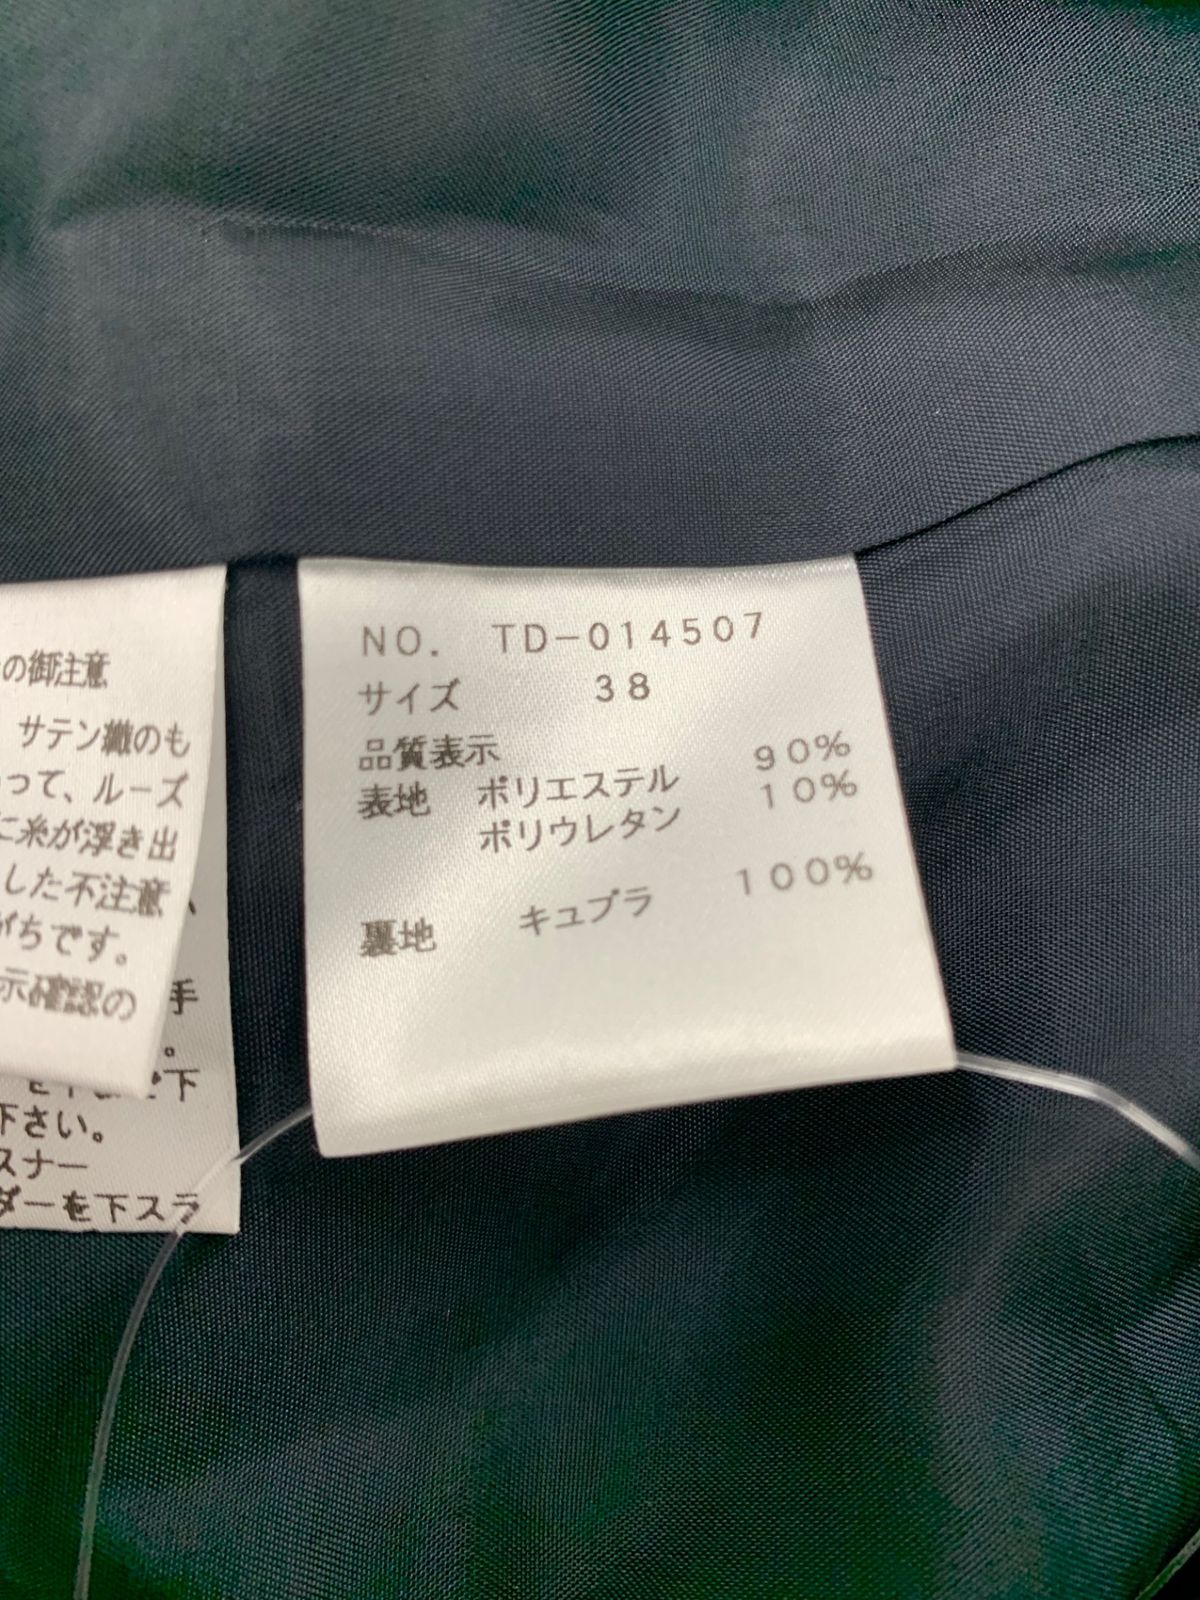 の御注意
サテン織のも
って、ルーズ
に糸が浮き出
した不注意
がちです。
示確認の
手
。
下
下さい。
スナー
ダーを下スラ
NO. TD-014507
サイズ 38
品質表示
表地 ポリエステル 90%
ポリウレタン 10%
裏地 キュプラ 100%